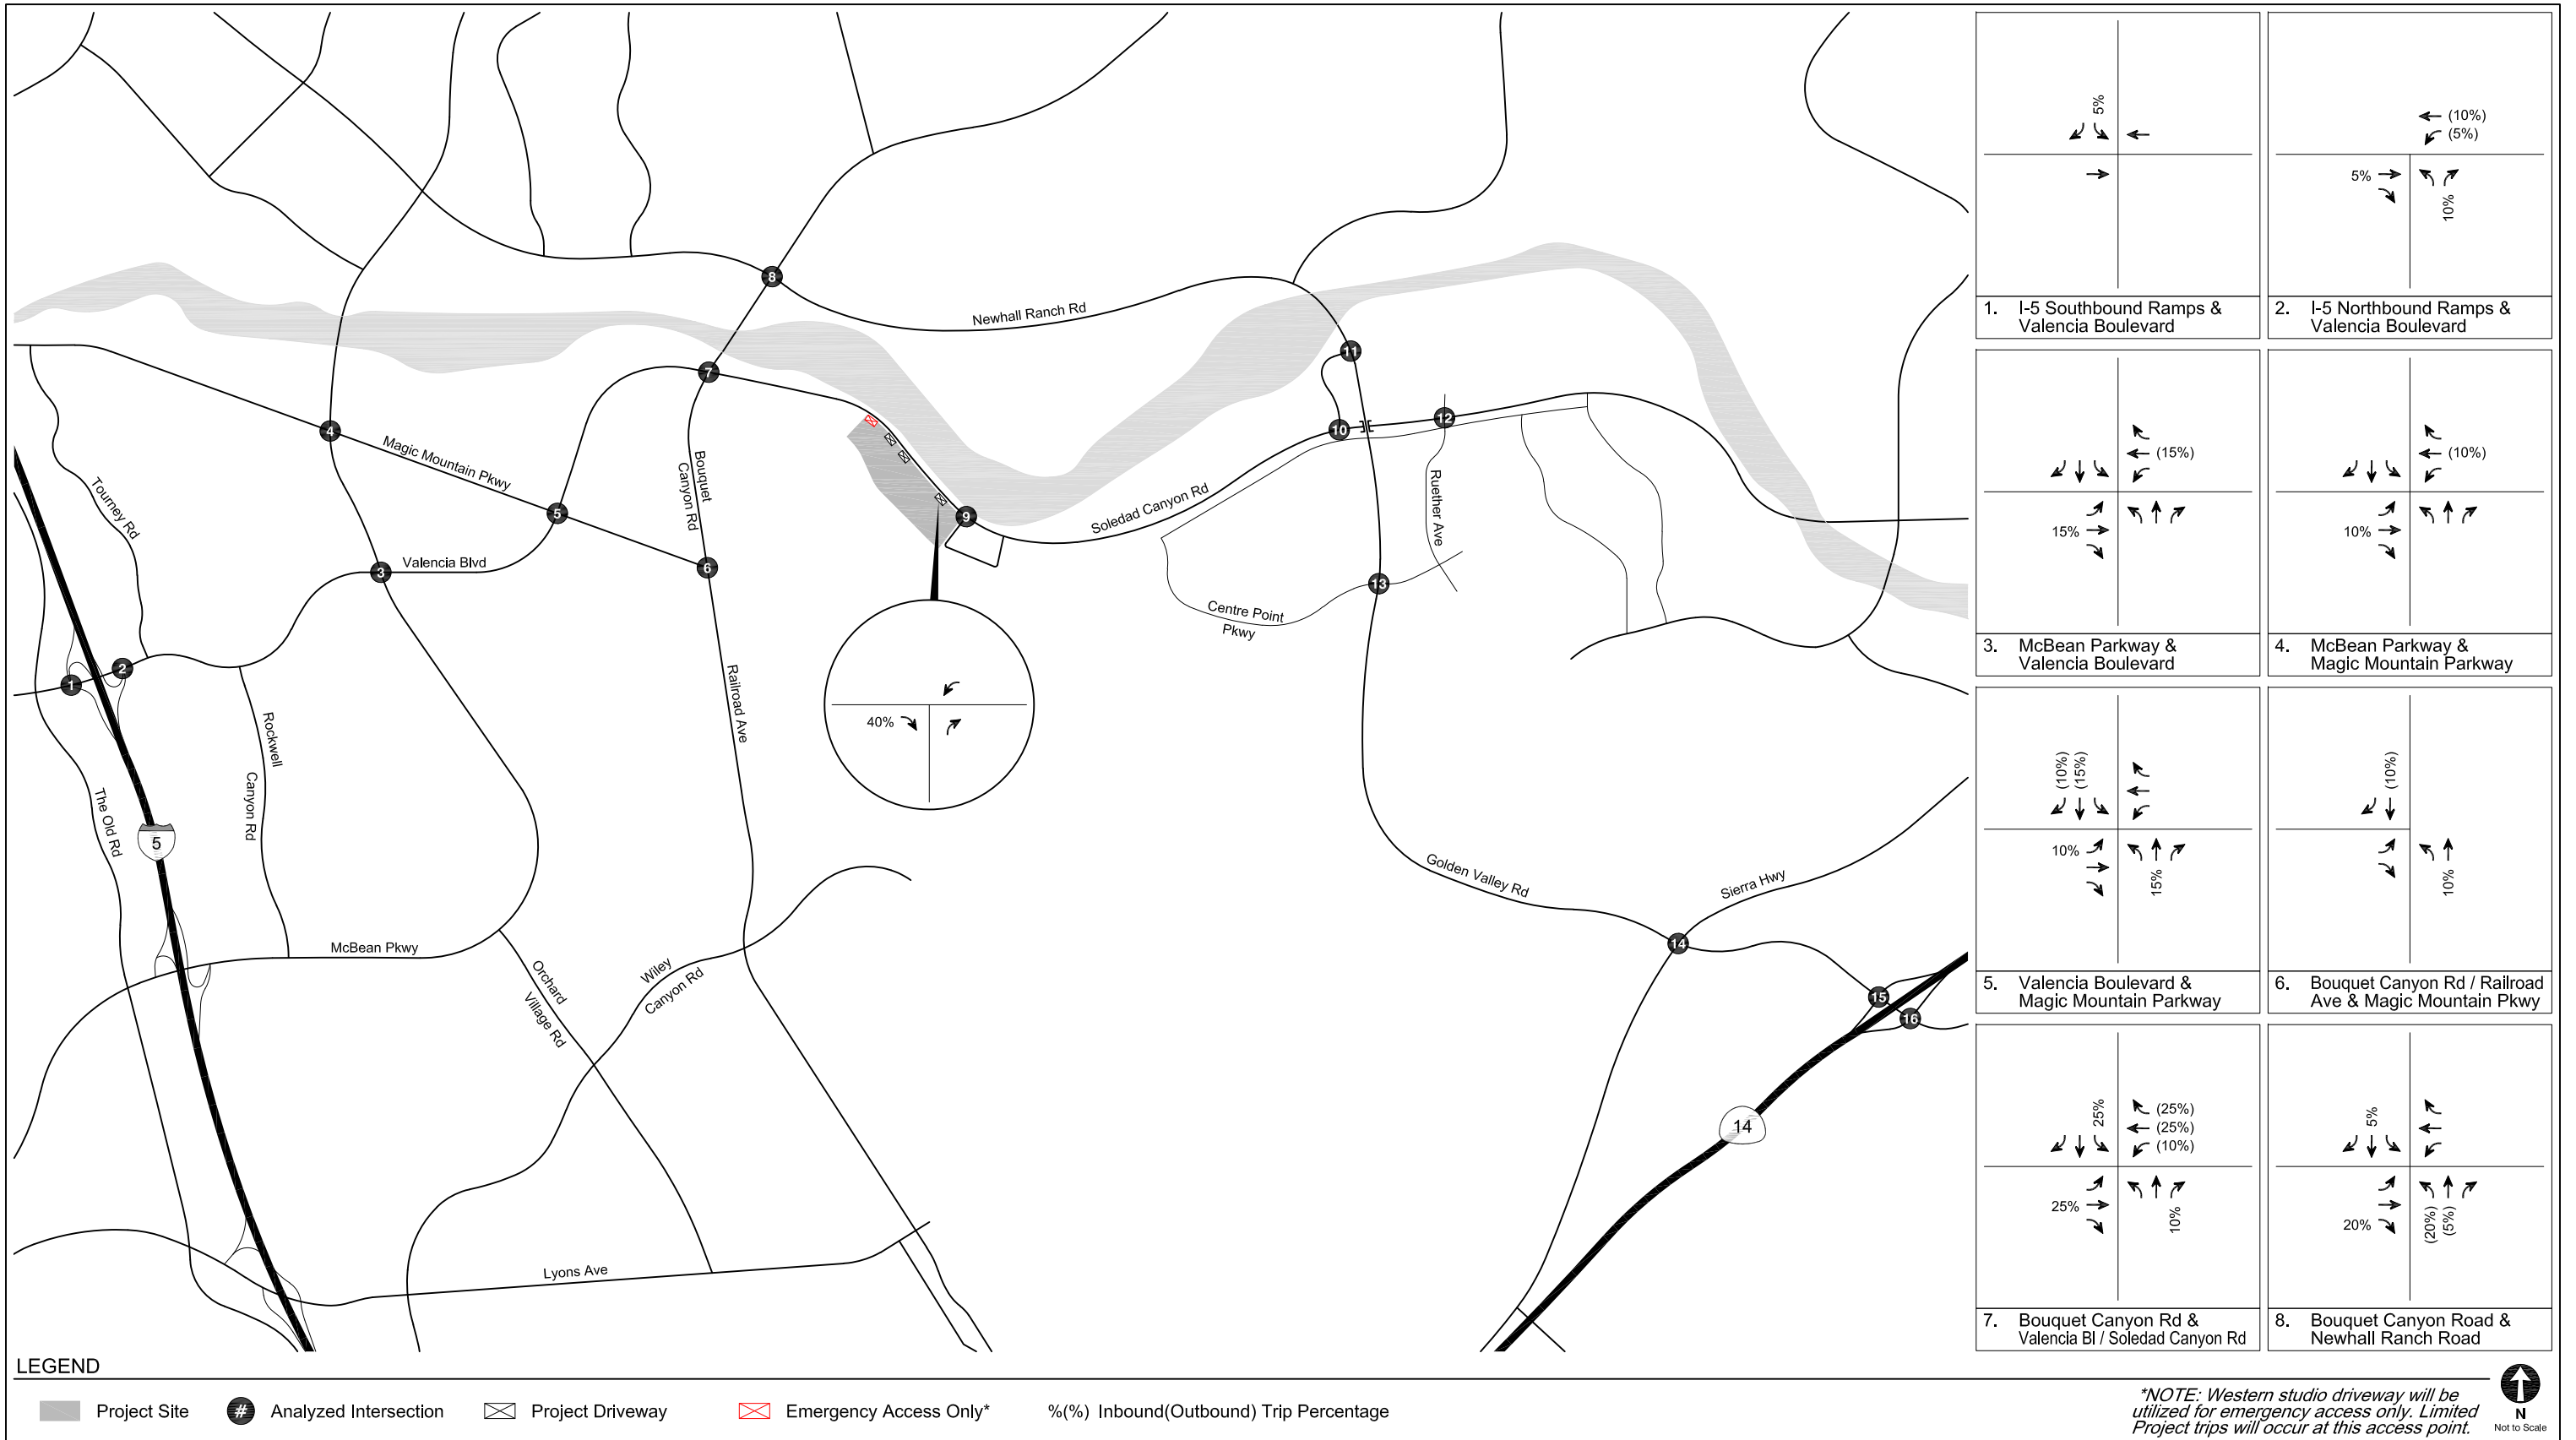 8
Newhall Ranch Rd
11
7
4
10
12
Magic Mountain Pkwy
Bouquet
Canyon Rd
Tourney Rd
5
9
Soledad Canyon Rd
Ruether Ave
3
Valencia Blvd
6
13
Centre Point
Pkwy
2
1
Railroad Ave
Rockwell
Canyon Rd
40%
The Old Rd
5
Golden Valley Rd
Sierra Hwy
McBean Pkwy
14
Orchard
Village Rd
Wiley
Canyon Rd
15
16
14
Lyons Ave
5%
1. I-5 Southbound Ramps &
Valencia Boulevard
(10%)
(5%)
5%
10%
2. I-5 Northbound Ramps &
Valencia Boulevard
(15%)
15%
3. McBean Parkway &
Valencia Boulevard
(10%)
10%
4. McBean Parkway &
Magic Mountain Parkway
(10%)
(15%)
10%
15%
5. Valencia Boulevard &
Magic Mountain Parkway
(10%)
10%
6. Bouquet Canyon Rd / Railroad
Ave & Magic Mountain Pkwy
25%
(25%)
(25%)
(10%)
25%
10%
7. Bouquet Canyon Rd &
Valencia Bl / Soledad Canyon Rd
5%
20%
(20%)
(5%)
8. Bouquet Canyon Road &
Newhall Ranch Road
LEGEND
Project Site
# Analyzed Intersection
Project Driveway
Emergency Access Only*
%(%) Inbound(Outbound) Trip Percentage
*NOTE: Western studio driveway will be
utilized for emergency access only. Limited
Project trips will occur at this access point.
N
Not to Scale